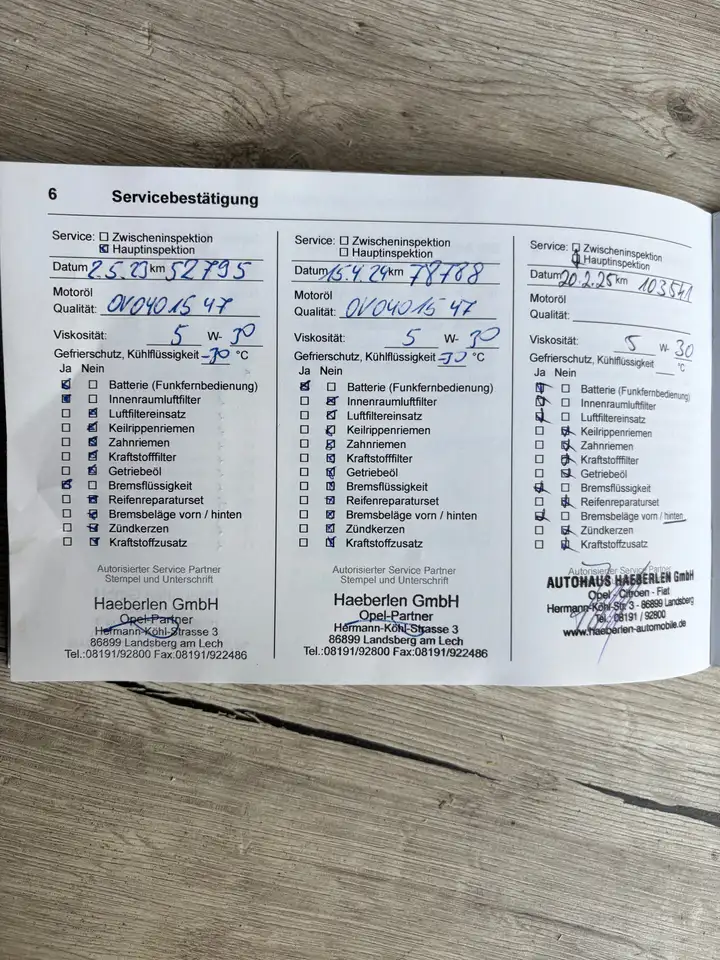 6 Servicebestätigung
Service: Zwischeninspektion
Hauptinspektion
Datum 2.5.23 km 52795
Motoröl
Qualität: OV0401547
Viskosität: 5 W- 30
Gefrierschutz, Kühlflüssigkeit -30 °C
Ja Nein
Batterie (Funkfernbedienung)
Innenraumluftfilter
Luftfiltereinsatz
Keilrippenriemen
Zahnriemen
Kraftstofffilter
Getriebeöl
Bremsflüssigkeit
Reifenreparaturset
Bremsbeläge vorn / hinten
Zündkerzen
Kraftstoffzusatz
Autorisierter Service Partner
Stempel und Unterschrift
Haeberlen GmbH
Opel-Partner
Hermann-Köhl-Strasse 3
86899 Landsberg am Lech
Tel.:08191/92800 Fax:08191/922486
Service: Zwischeninspektion
Hauptinspektion
Datum 15.4.24 km 78788
Motoröl
Qualität: OV0401547
Viskosität: 5 W- 30
Gefrierschutz, Kühlflüssigkeit -30 °C
Ja Nein
Batterie (Funkfernbedienung)
Innenraumluftfilter
Luftfiltereinsatz
Keilrippenriemen
Zahnriemen
Kraftstofffilter
Getriebeöl
Bremsflüssigkeit
Reifenreparaturset
Bremsbeläge vorn / hinten
Zündkerzen
Kraftstoffzusatz
Autorisierter Service Partner
Stempel und Unterschrift
Haeberlen GmbH
Opel-Partner
Hermann-Köhl-Strasse 3
86899 Landsberg am Lech
Tel.:08191/92800 Fax:08191/922486
Service: Zwischeninspektion
Hauptinspektion
Datum 20.2.25 km 103541
Motoröl
Qualität:
Viskosität: 5 W- 30
Gefrierschutz, Kühlflüssigkeit °C
Ja Nein
Batterie (Funkfernbedienung)
Innenraumluftfilter
Luftfiltereinsatz
Keilrippenriemen
Zahnriemen
Kraftstofffilter
Getriebeöl
Bremsflüssigkeit
Reifenreparaturset
Bremsbeläge vorn / hinten
Zündkerzen
Kraftstoffzusatz
Autorisierter Service Partner
AUTOHAUS HAEBERLEN GmbH
Opel - Citroen - Fiat
Hermann-Köhl-Str. 3 - 86899 Landsberg
Tel. 08191 / 92800
www.haeberlen-automobile.de